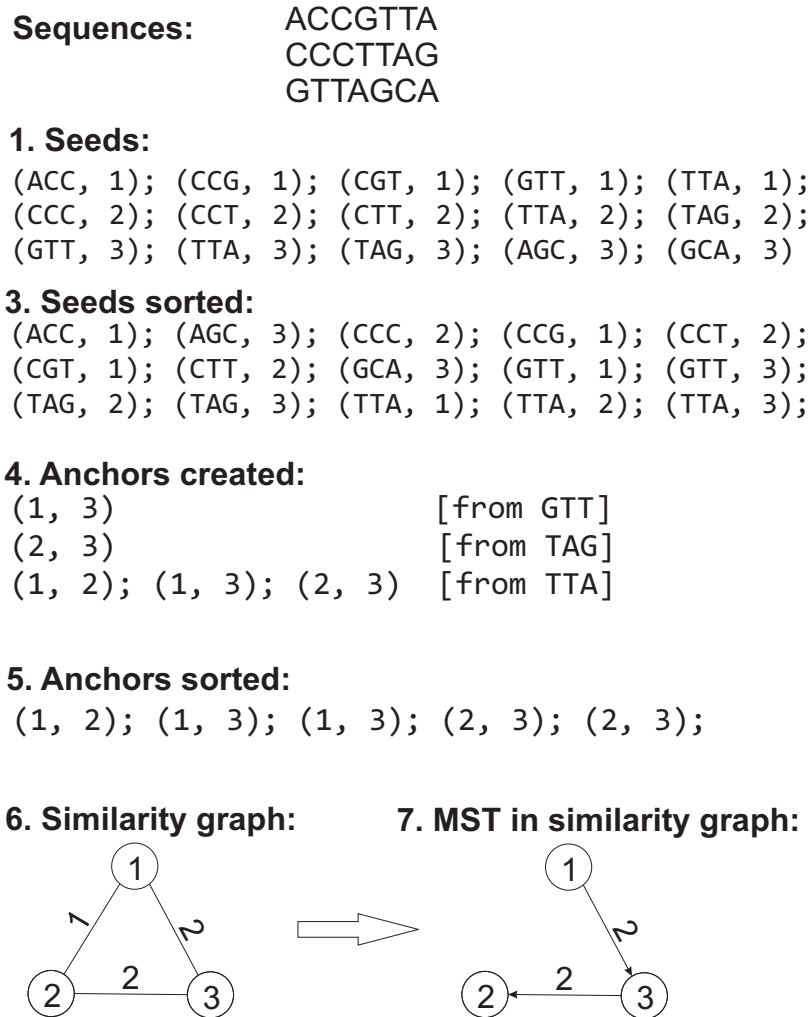 Sequences: ACCGTTA
CCCTTAG
GTTAGCA
1. Seeds:
(ACC, 1); (CCG, 1); (CGT, 1); (GTT, 1); (TTA, 1);
(CCC, 2); (CCT, 2); (CTT, 2); (TTA, 2); (TAG, 2);
(GTT, 3); (TTA, 3); (TAG, 3); (AGC, 3); (GCA, 3)
3. Seeds sorted:
(ACC, 1); (AGC, 3); (CCC, 2); (CCG, 1); (CCT, 2);
(CGT, 1); (CTT, 2); (GCA, 3); (GTT, 1); (GTT, 3);
(TAG, 2); (TAG, 3); (TTA, 1); (TTA, 2); (TTA, 3);
4. Anchors created:
(1, 3) [from GTT]
(2, 3) [from TAG]
(1, 2); (1, 3); (2, 3) [from TTA]
5. Anchors sorted:
(1, 2); (1, 3); (1, 3); (2, 3); (2, 3);
6. Similarity graph: 7. MST in similarity graph:
1 1
1 2 2
2 2 3 2 2 3